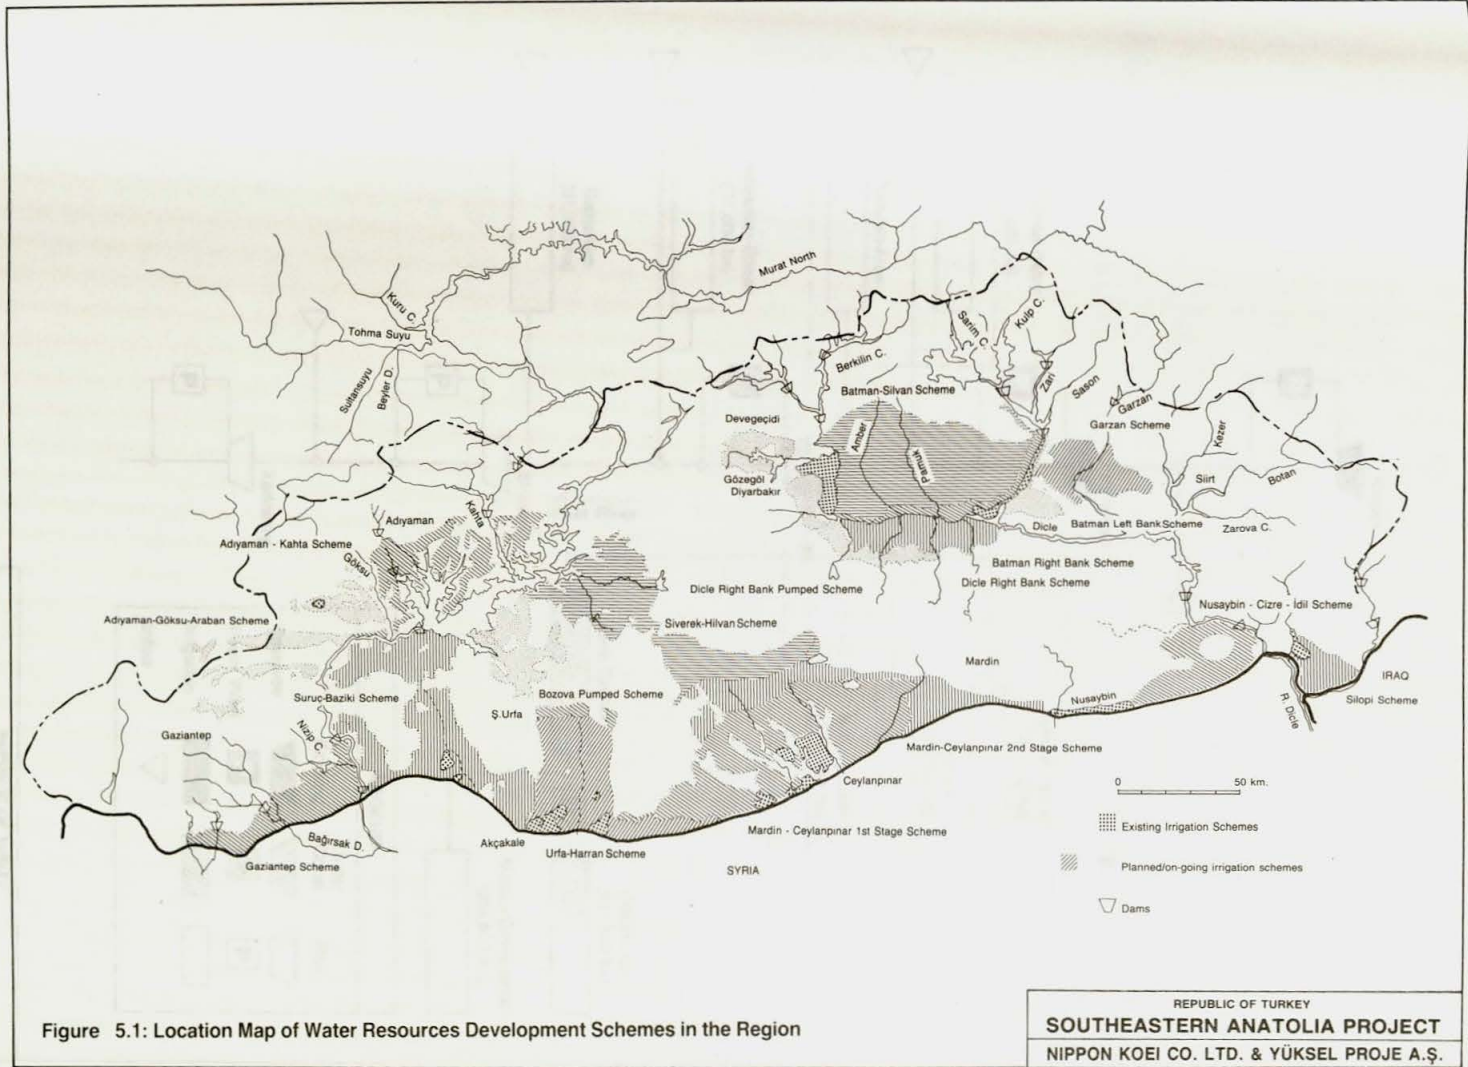 Murat North
Kuru C.
Tohma Suyu
Sultansuyu
Beyler D.
Berkilin C.
Sarim C.
Kulp C.
Zari
Sason
Garzan
Batman-Silvan Scheme
Garzan Scheme
Devegeçidi
Amber
Pamuk
Kezer
Gözegöl
Diyarbakır
Siirt
Botan
Adıyaman
Kahta
Dicle
Batman Left Bank Scheme
Zarova C.
Adıyaman - Kahta Scheme
Göksu
Batman Right Bank Scheme
Dicle Right Bank Pumped Scheme
Dicle Right Bank Scheme
Nusaybin - Cizre - İdil Scheme
Adıyaman-Göksu-Araban Scheme
Siverek-Hilvan Scheme
Mardin
IRAQ
Suruç-Baziki Scheme
Bozova Pumped Scheme
Nusaybin
Silopi Scheme
Ş.Urfa
R. Dicle
Gaziantep
Nizip C.
Mardin-Ceylanpınar 2nd Stage Scheme
Ceylanpınar
0 50 km.
Bağırsak D.
Akçakale
Mardin - Ceylanpınar 1st Stage Scheme
Existing Irrigation Schemes
Urfa-Harran Scheme
Gaziantep Scheme
SYRIA
Planned/on-going irrigation schemes
Dams
Figure 5.1: Location Map of Water Resources Development Schemes in the Region
REPUBLIC OF TURKEY
SOUTHEASTERN ANATOLIA PROJECT
NIPPON KOEI CO. LTD. & YÜKSEL PROJE A.Ş.